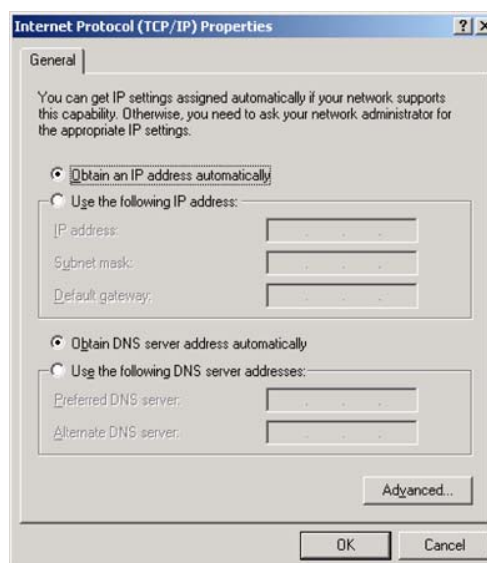 Internet Protocol (TCP/IP) Properties
General
You can get IP settings assigned automatically if your network supports
this capability. Otherwise, you need to ask your network administrator for
the appropriate IP settings.
Obtain an IP address automatically
Use the following IP address:
IP address:
Subnet mask:
Default gateway:
Obtain DNS server address automatically
Use the following DNS server addresses:
Preferred DNS server:
Alternate DNS server:
Advanced...
OK
Cancel